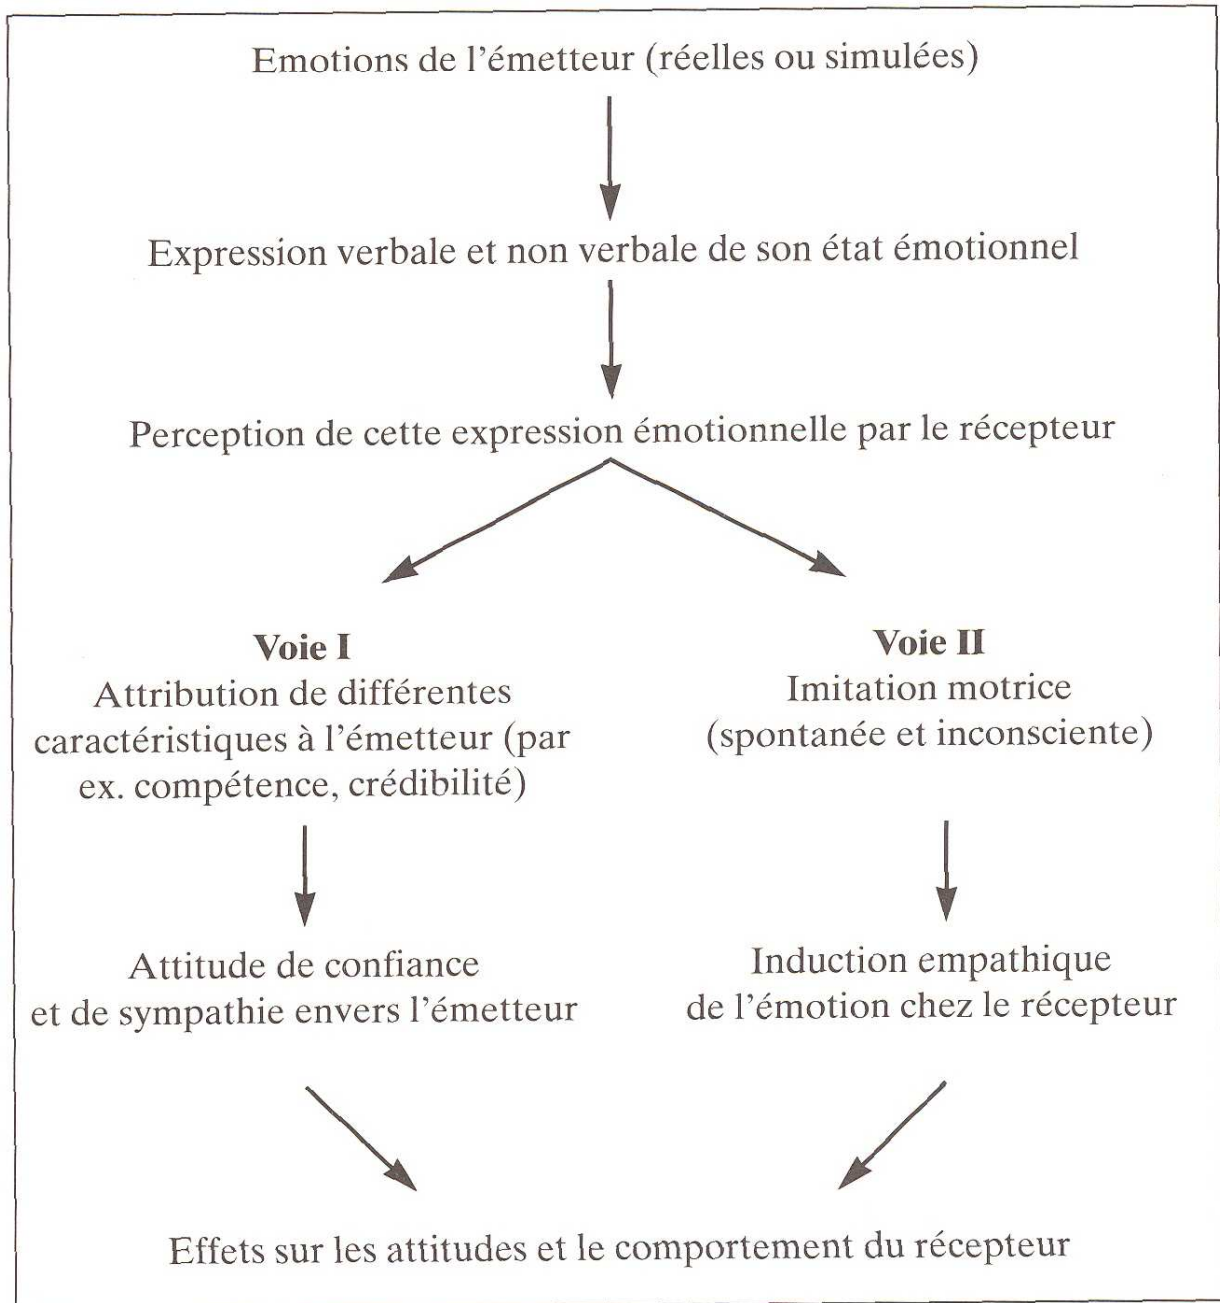 Emotions de l'émetteur (réelles ou simulées)
Expression verbale et non verbale de son état émotionnel
Perception de cette expression émotionnelle par le récepteur
Voie I
Attribution de différentes
caractéristiques à l'émetteur (par
ex. compétence, crédibilité)
Voie II
Imitation motrice
(spontanée et inconsciente)
Attitude de confiance
et de sympathie envers l'émetteur
Induction empathique
de l'émotion chez le récepteur
Effets sur les attitudes et le comportement du récepteur